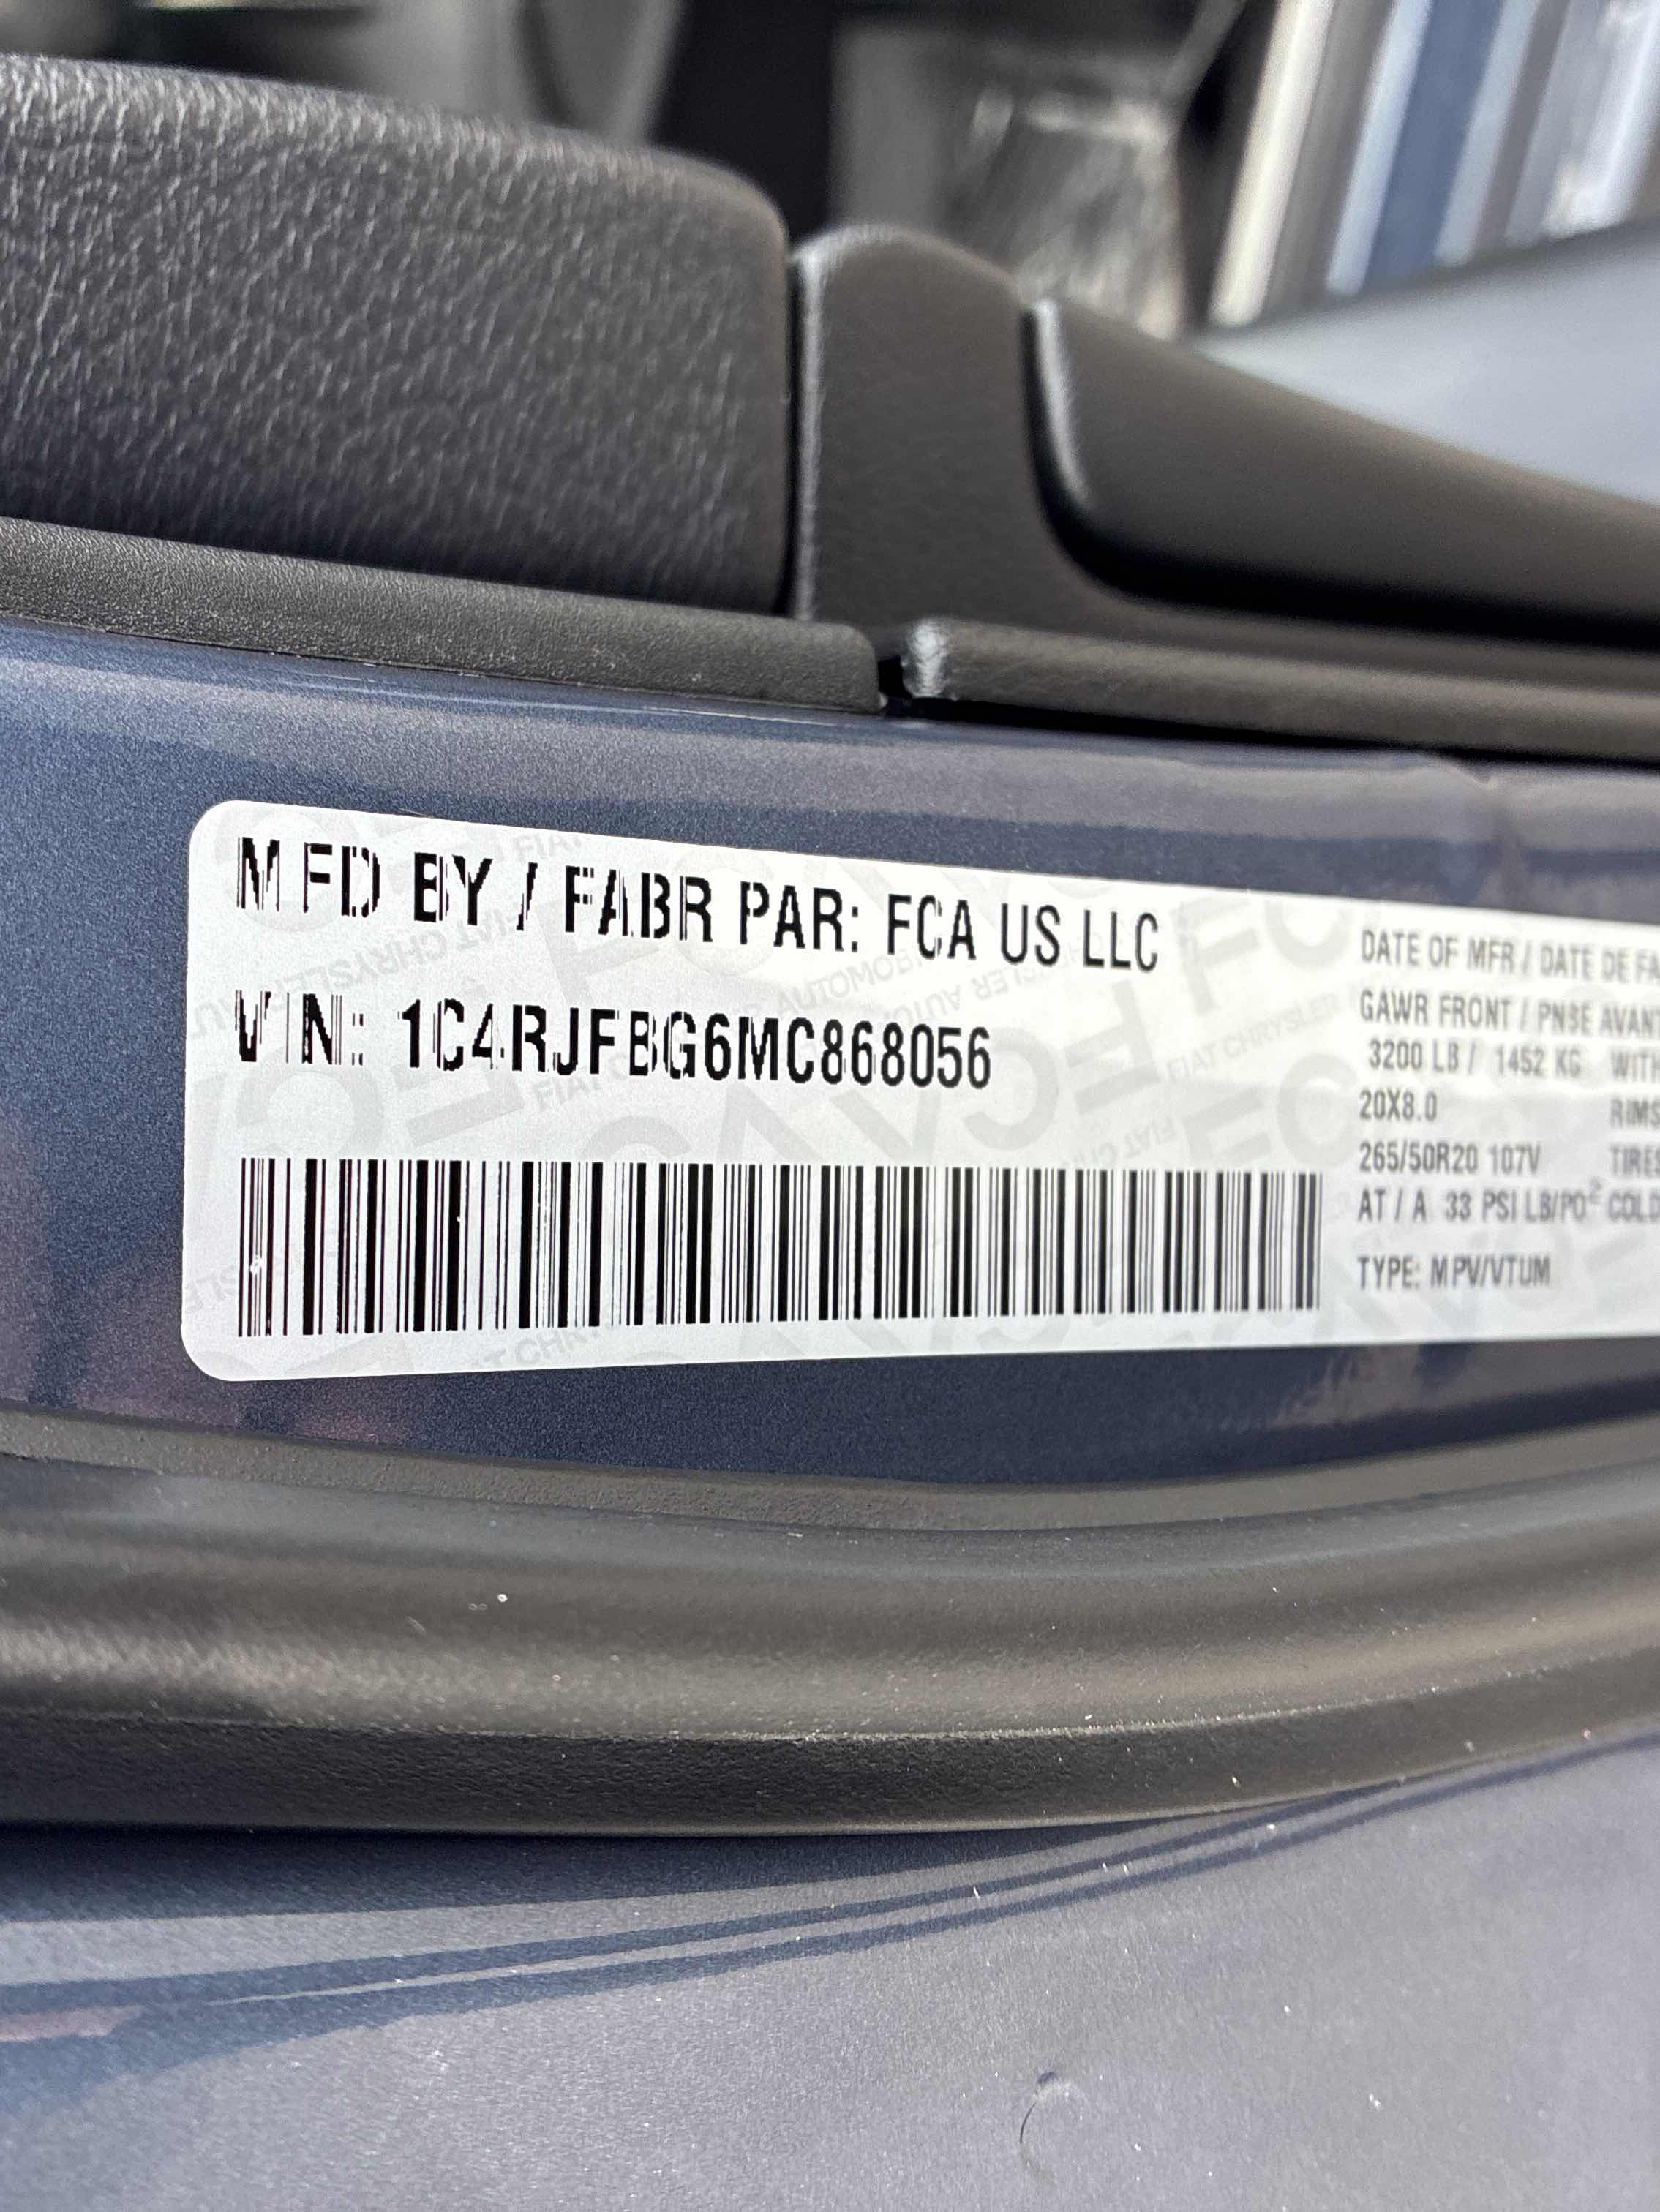 MFD BY / FABR PAR: FCA US LLC
VIN: 1C4RJFBG6MC868056
DATE OF MFR / DATE DE FA
GAWR FRONT / PNBE AVANT
3200 LB / 1452 KG WITH
20X8.0 RIMS
265/50R20 107V TIRES
AT / A 33 PSI LB/PO² COLD
TYPE: MPV/VTUM